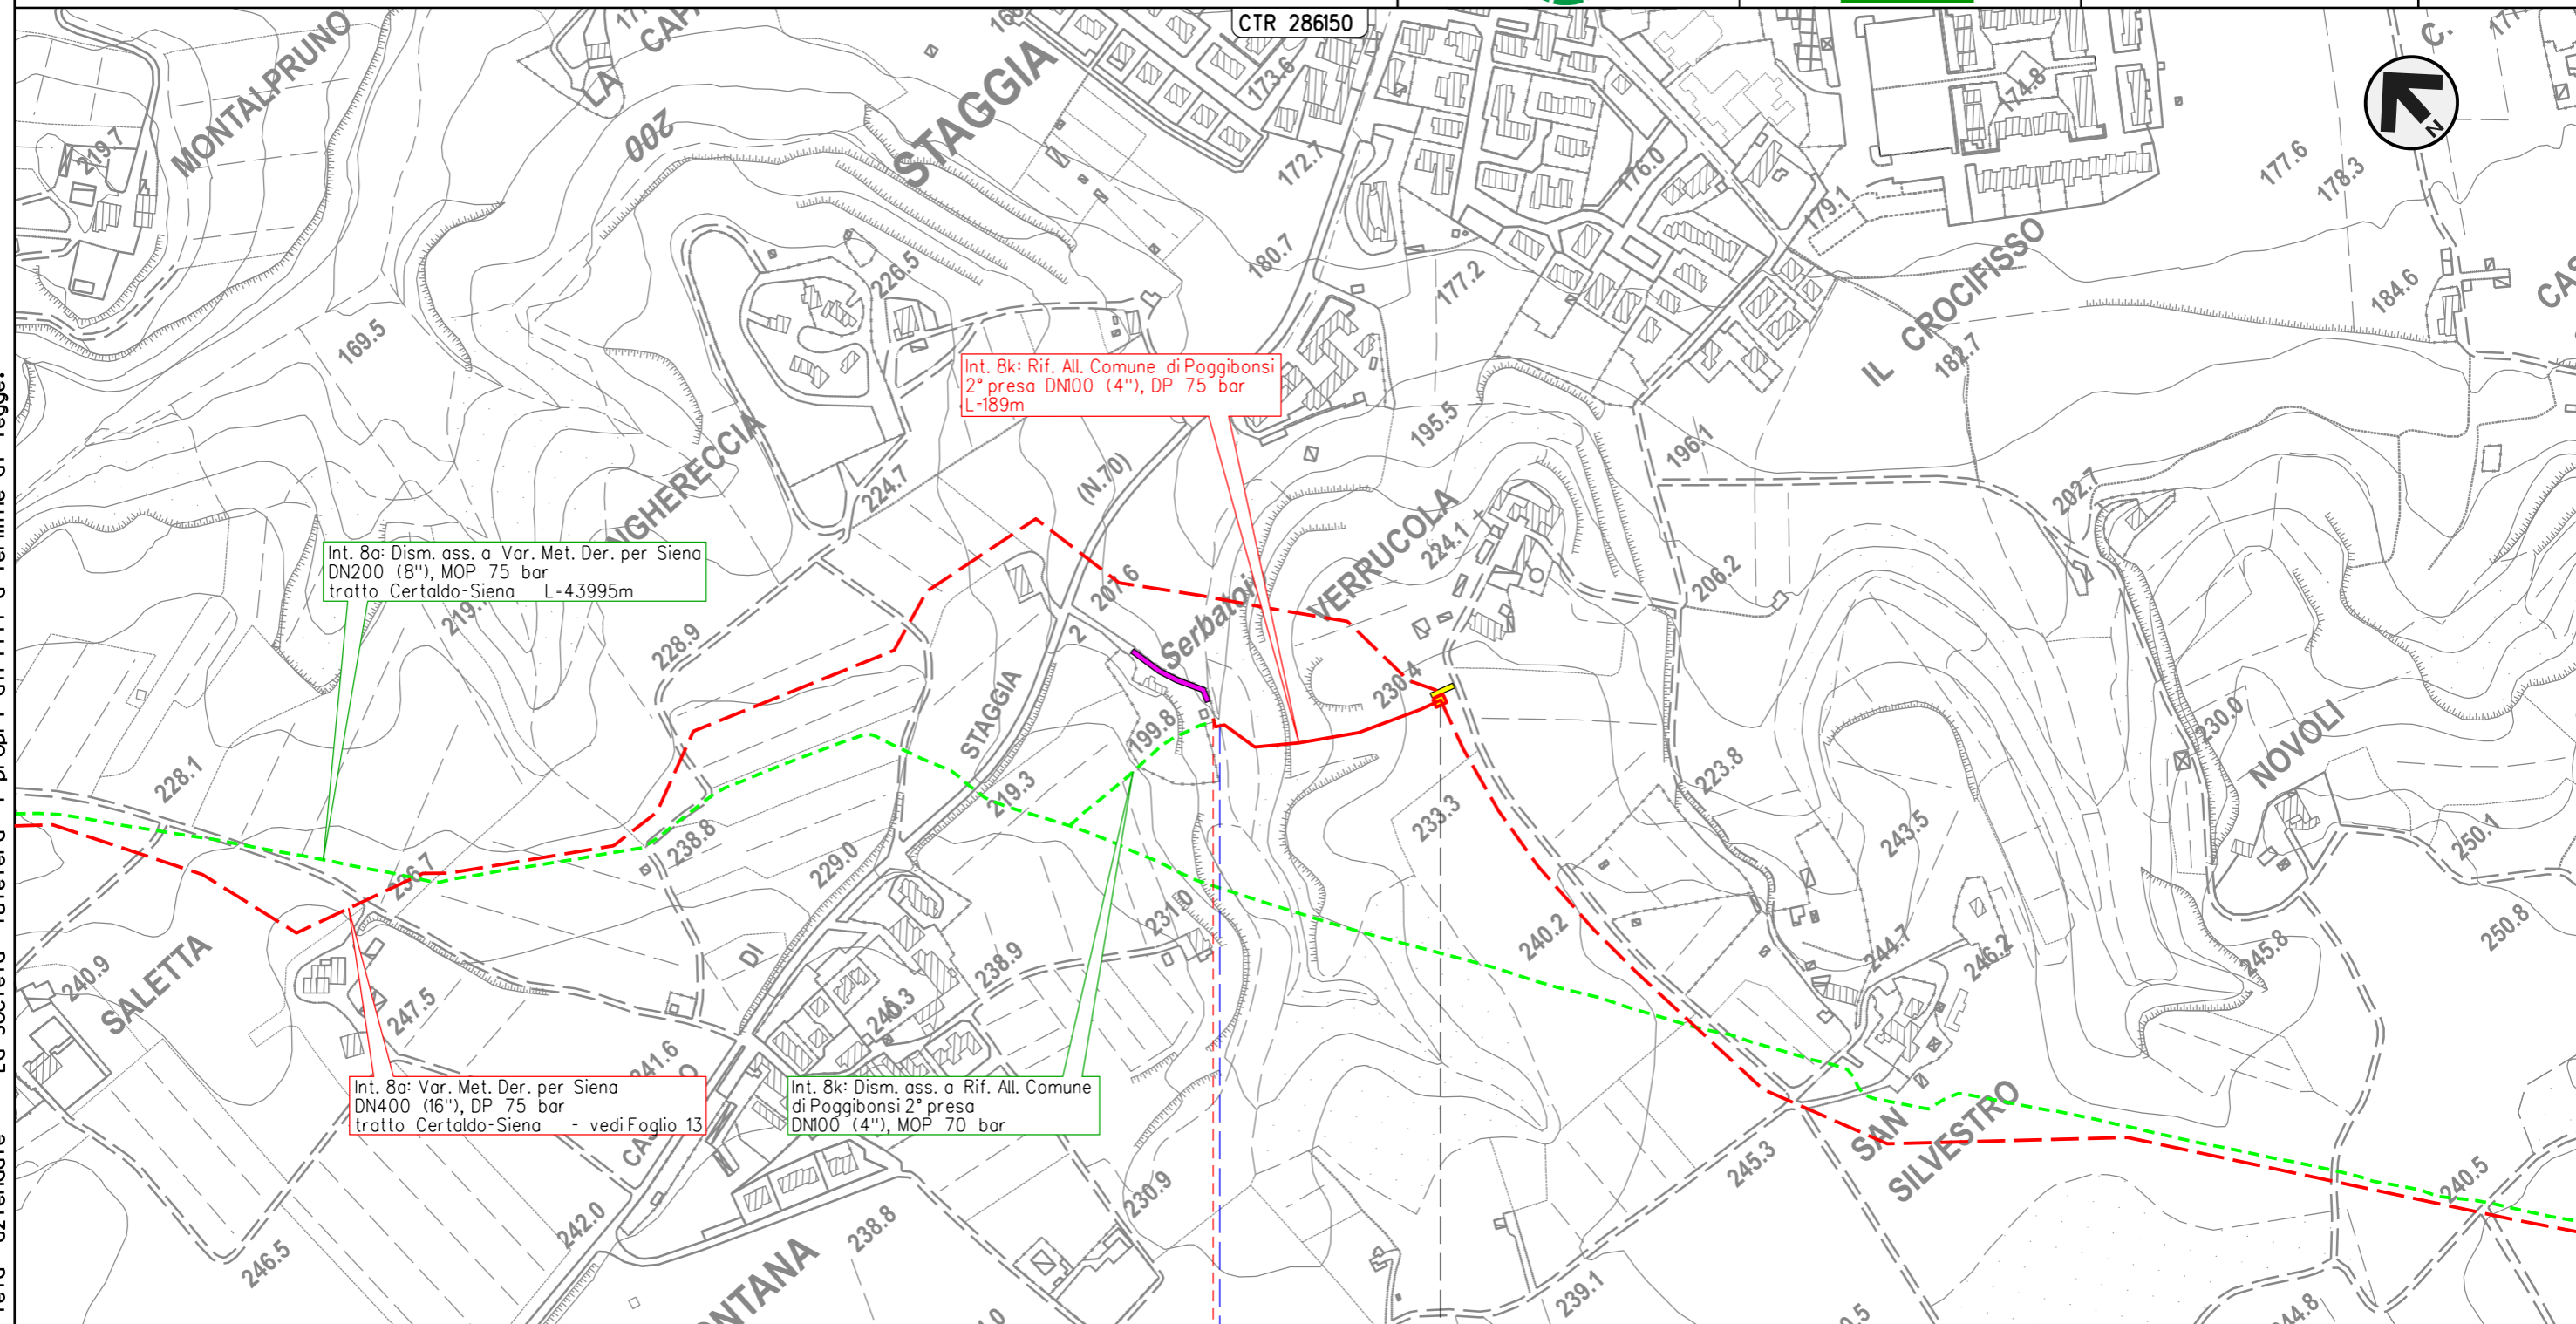 CTR 286150
MONTALPRUNO
LA
STAGGIA
C.
219.7
200
173.6
172.7
176.0
174.8
177.6
178.3
179.1
180.7
177.2
184.6
N
226.5
169.5
IL CROCIFISSO
182.7
Int. 8k: Rif. All. Comune di Poggibonsi
2° presa DN100 (4"), DP 75 bar
L=189m
195.5
196.1
(N.70)
224.7
202.7
NGHERECCIA
VERRUCOLA
224.1
Int. 8a: Dism. ass. a Var. Met. Der. per Siena
DN200 (8"), MOP 75 bar
tratto Certaldo-Siena L=43995m
207.6
206.2
228.9
2
Serbatoi
230.4
STAGGIA
199.8
230.0
NOVOLI
228.1
219.3
223.8
233.3
238.8
229.0
243.5
250.1
236.7
231.0
240.2
250.8
240.9
SALETTA
247.5
DI
238.9
244.7
246.2
245.8
240.3
241.6
Int. 8a: Var. Met. Der. per Siena
DN400 (16"), DP 75 bar
tratto Certaldo-Siena - vedi Foglio 13
Int. 8k: Dism. ass. a Rif. All. Comune
di Poggibonsi 2° presa
DN100 (4"), MOP 70 bar
SAN
SILVESTRO
245.3
240.5
230.9
242.0
238.8
246.5
NTANA
239.1